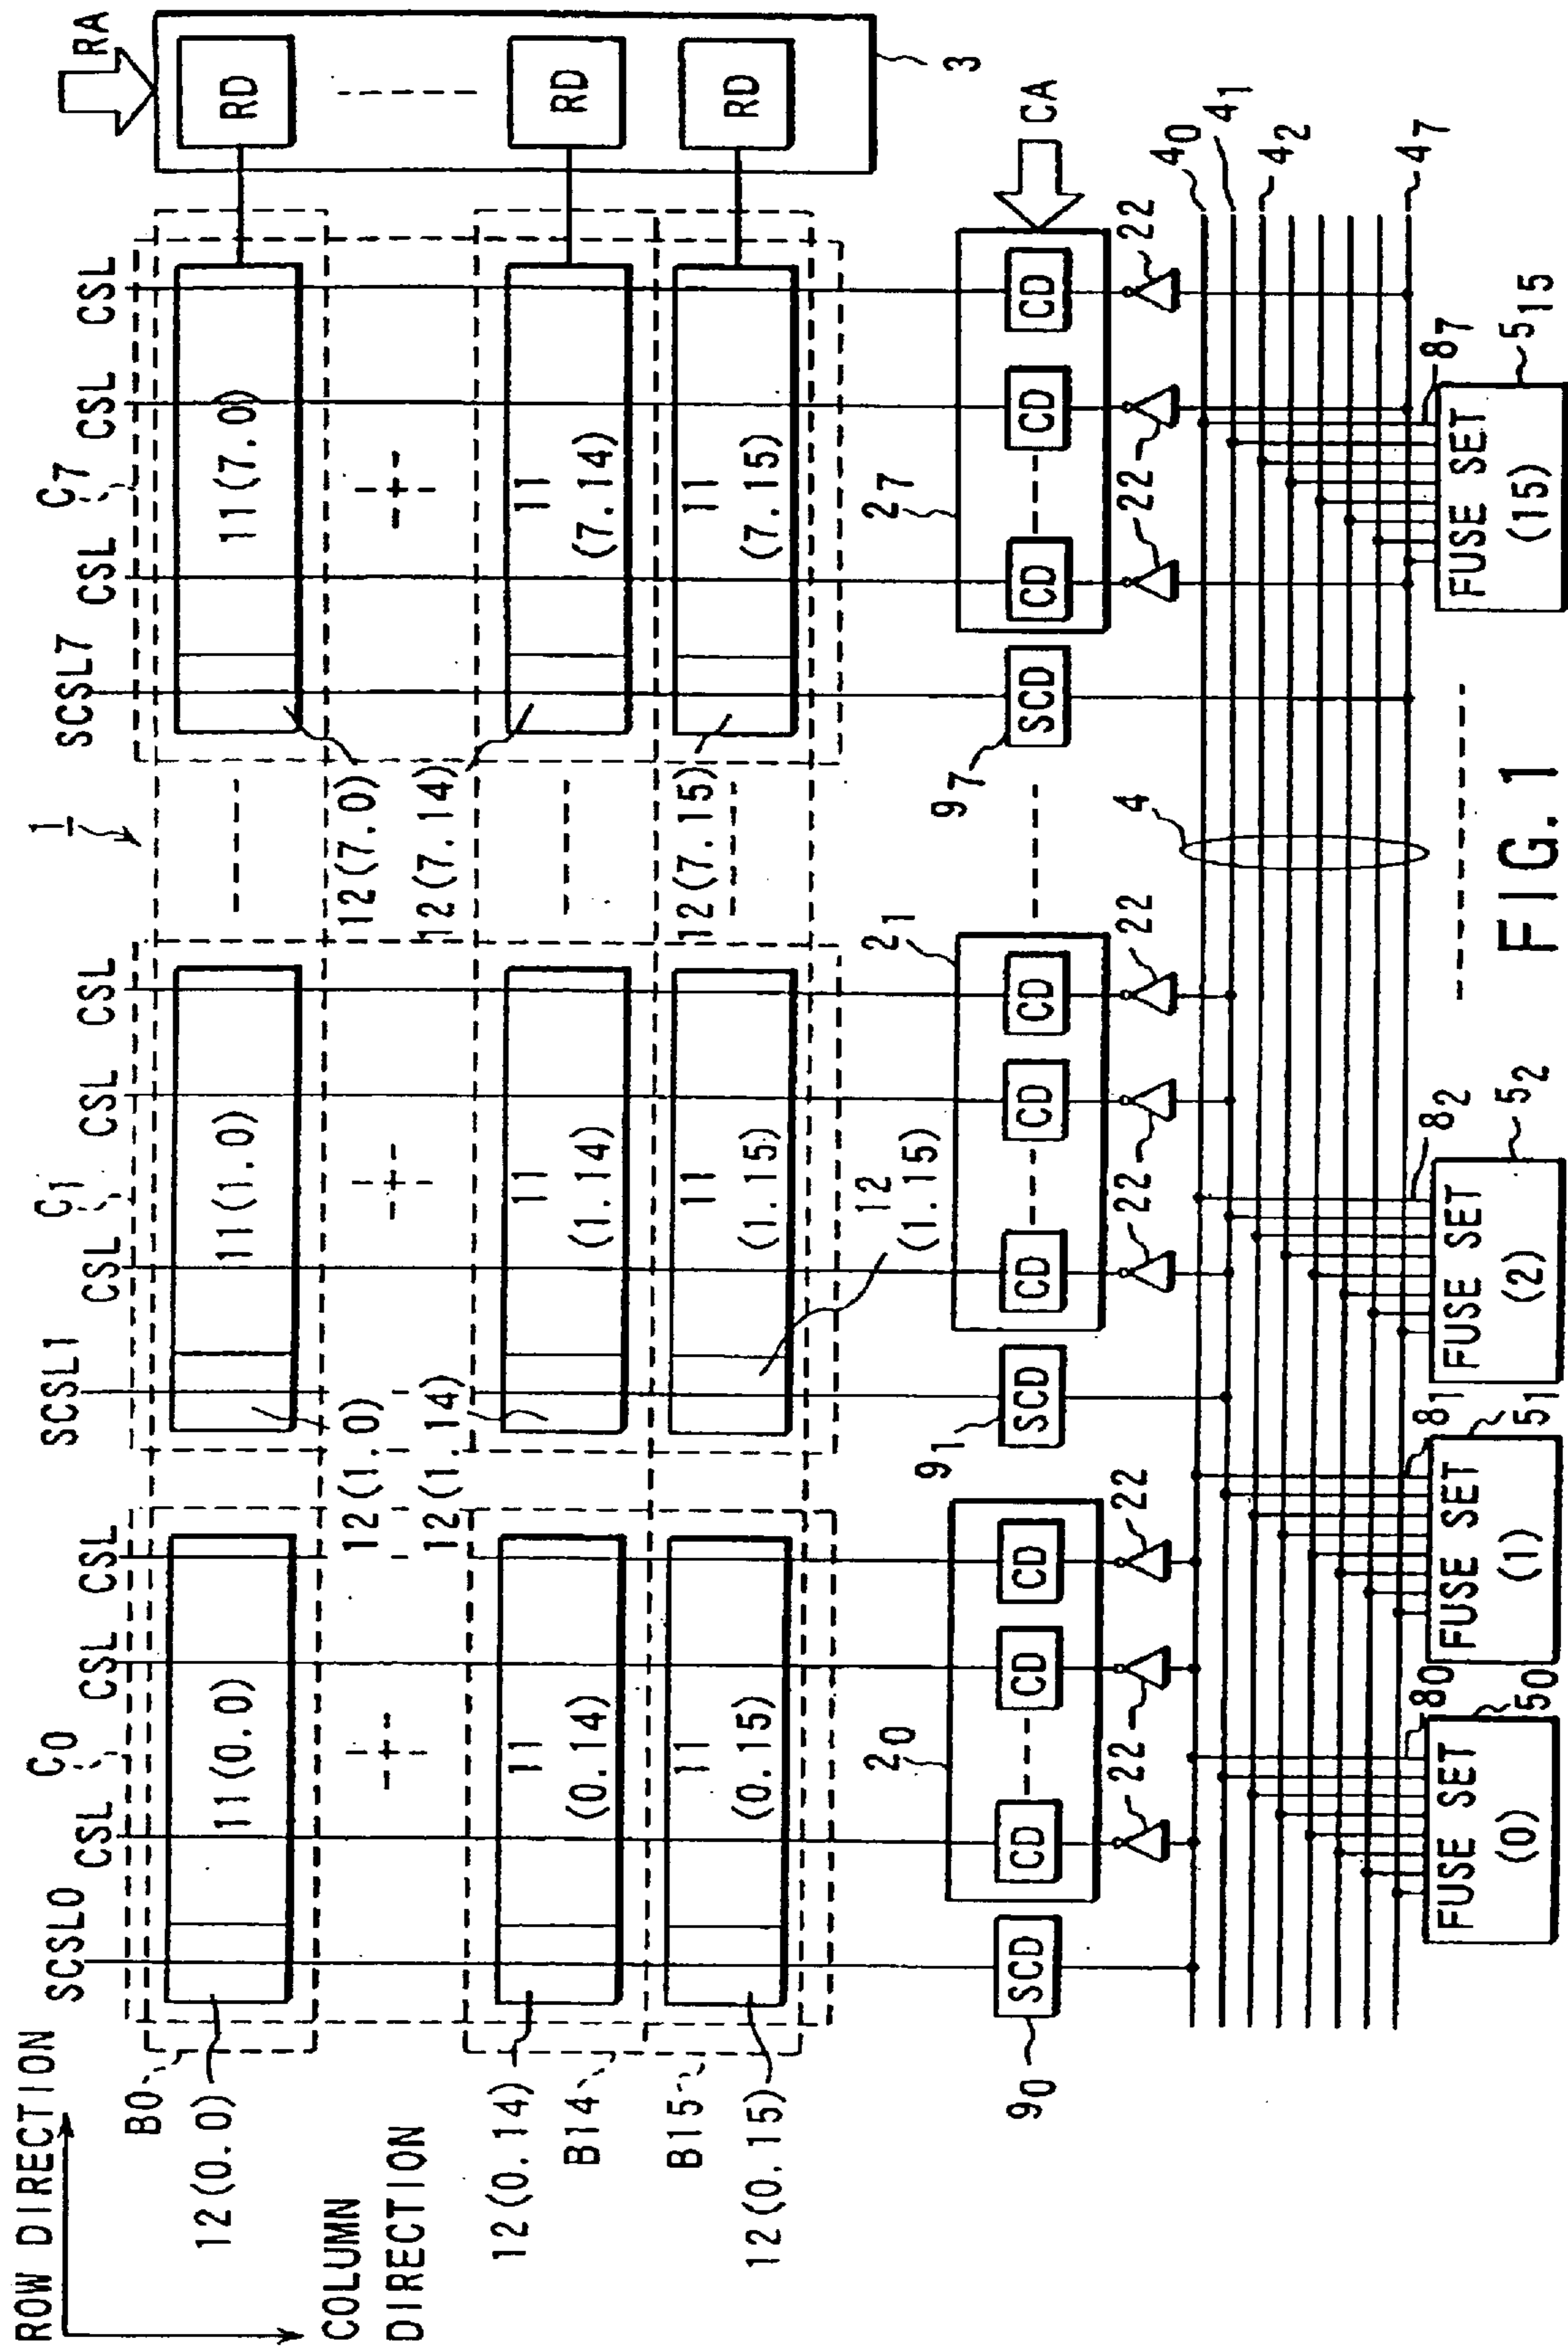 ROW DIRECTION
COLUMN
DIRECTION
SCSL0 CSL C0 CSL CSL SCSL1 CSL C1 CSL CSL 1 SCSL7 CSL C7 CSL CSL RA
B0
12(0.0)
11(0.0) 11(1.0) 11(7.0) RD
12(1.0) 12(7.0)
12(1.14) 12(7.14)
12(0.14)
B14
11 11 11 RD
(0.14) (1.14) (7.14)
B15
12(0.15)
12(7.15)
11 11 11 RD
(0.15) (1.15) (7.15)
3
12
(1.15)
20 21 27
90 SCD CD CD CD 91 SCD CD CD CD 97 SCD CD CD CD CA
22 22 22 22 22 22
40
41
42
47
4
80 81 82 87
50 51 52 515
FUSE SET FUSE SET FUSE SET FUSE SET
(0) (1) (2) (15)
FIG. 1